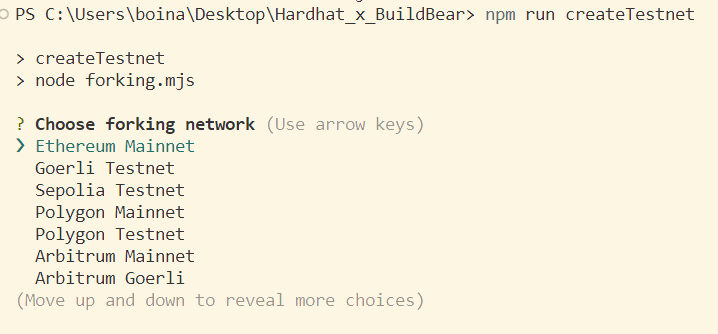 PS C:\Users\boina\Desktop\Hardhat_x_BuildBear> npm run createTestnet
> createTestnet
> node forking.mjs
? Choose forking network (Use arrow keys)
❯ Ethereum Mainnet
Goerli Testnet
Sepolia Testnet
Polygon Mainnet
Polygon Testnet
Arbitrum Mainnet
Arbitrum Goerli
(Move up and down to reveal more choices)